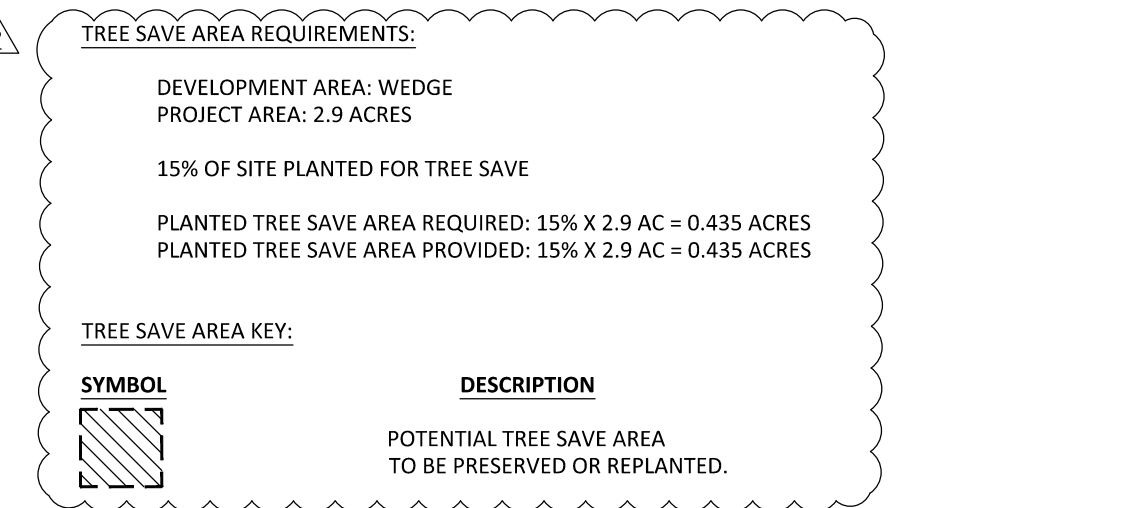 TREE SAVE AREA REQUIREMENTS:
DEVELOPMENT AREA: WEDGE
PROJECT AREA: 2.9 ACRES
15% OF SITE PLANTED FOR TREE SAVE
PLANTED TREE SAVE AREA REQUIRED: 15% X 2.9 AC = 0.435 ACRES
PLANTED TREE SAVE AREA PROVIDED: 15% X 2.9 AC = 0.435 ACRES
TREE SAVE AREA KEY:
SYMBOL DESCRIPTION
POTENTIAL TREE SAVE AREA
TO BE PRESERVED OR REPLANTED.